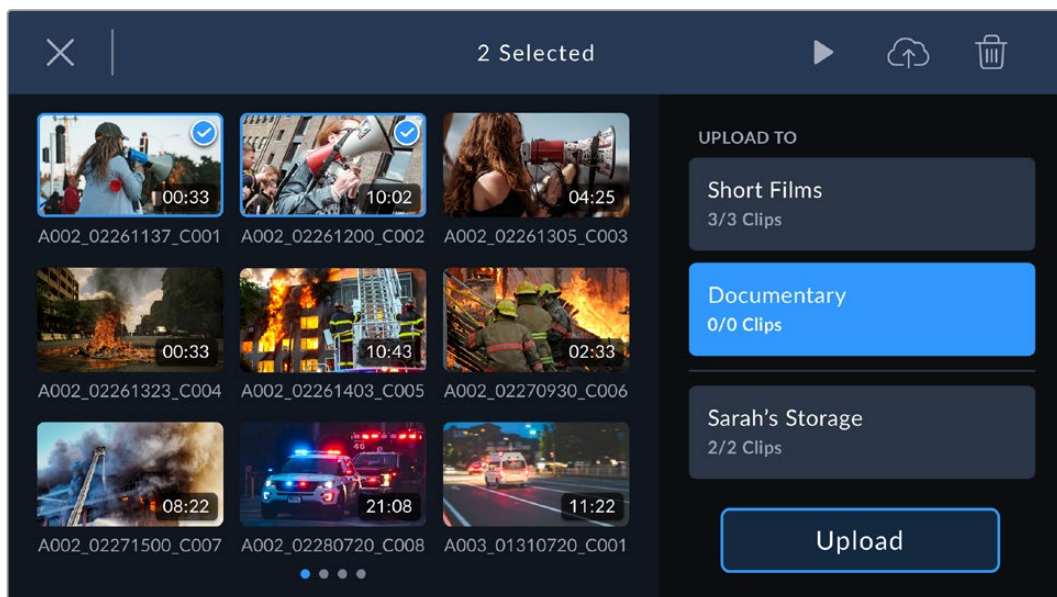 2 Selected
00:33
10:02
04:25
A002_02261137_C001
A002_02261200_C002
A002_02261305_C003
00:33
10:43
02:33
A002_02261323_C004
A002_02261403_C005
A002_02270930_C006
46
08:22
21:08
11:22
A002_02271500_C007
A002_02280720_C008
A003_01310720_C001
UPLOAD TO
Short Films
3/3 Clips
Documentary
0/0 Clips
Sarah's Storage
2/2 Clips
Upload